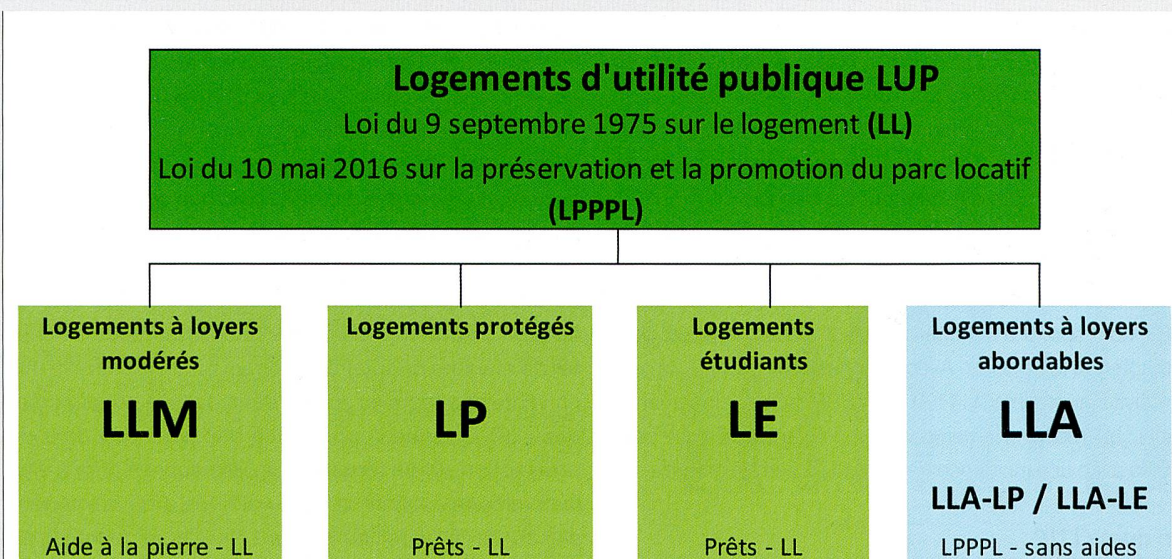 Logements d'utilité publique LUP
Loi du 9 septembre 1975 sur le logement (LL)
Loi du 10 mai 2016 sur la préservation et la promotion du parc locatif
(LPPPL)
Logements à loyers
modérés
LLM
Aide à la pierre - LL
Logements protégés
LP
Prêts - LL
Logements
étudiants
LE
Prêts - LL
Logements à loyers
abordables
LLA
LLA-LP / LLA-LE
LPPPL - sans aides